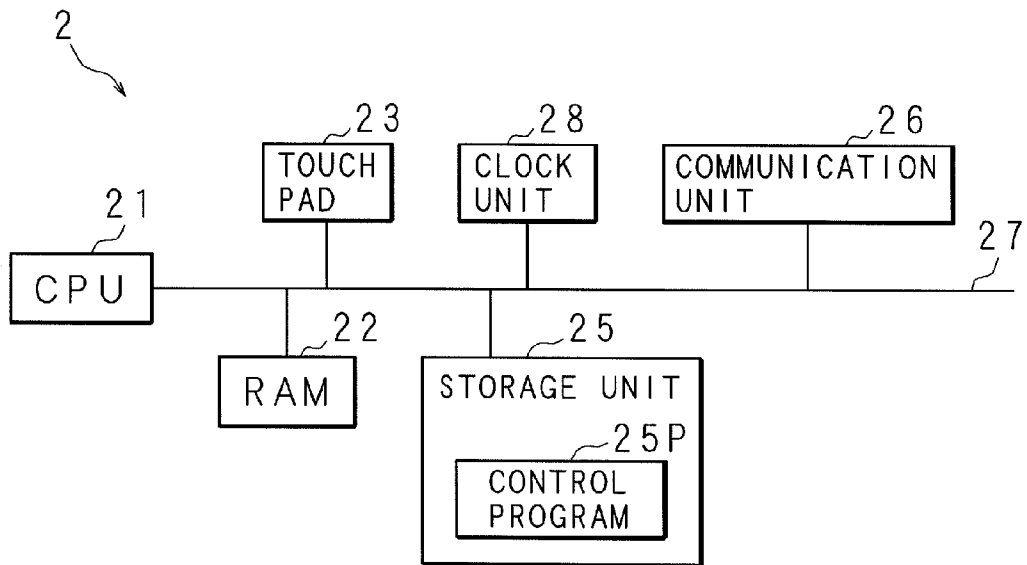 2
23
28
26
TOUCH
PAD
CLOCK
UNIT
COMMUNICATION
UNIT
21
27
CPU
22
25
RAM
STORAGE UNIT
25P
CONTROL
PROGRAM